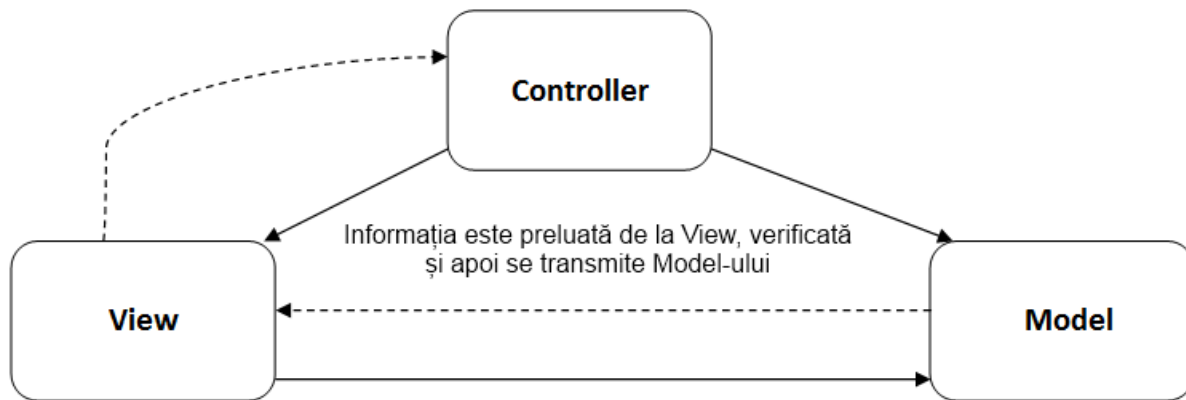 Controller
Informația este preluată de la View, verificată
și apoi se transmite Model-ului
View
Model